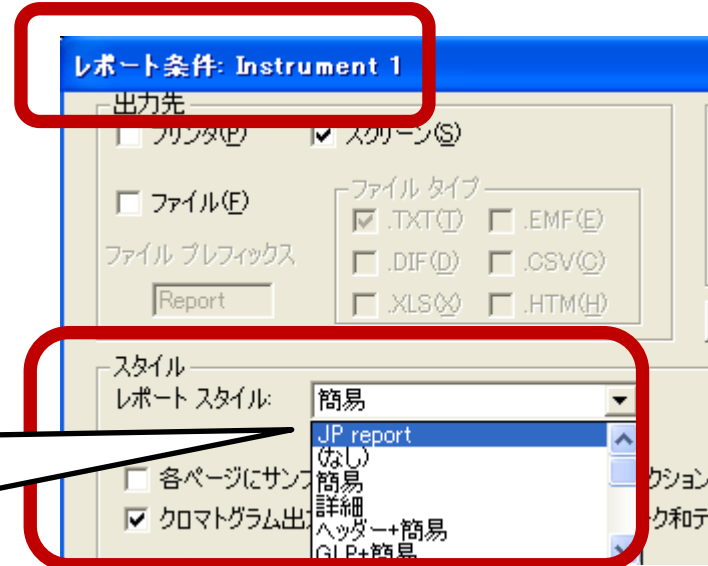 レポート条件: Instrument 1
出力先
プリンタ(P) スクリーン(S)
ファイル(F)
ファイル タイプ
.TXT(T) .EMF(E)
ファイル プレフィックス
.DIF(D) .CSV(C)
Report
.XLS(X) .HTM(H)
スタイル
レポート スタイル: 簡易
JP report
(なし)
各ページにサンプ 簡易 クション
詳細
クロマトグラム出 ーク和テ
ヘッダー+簡易
GLP+簡易